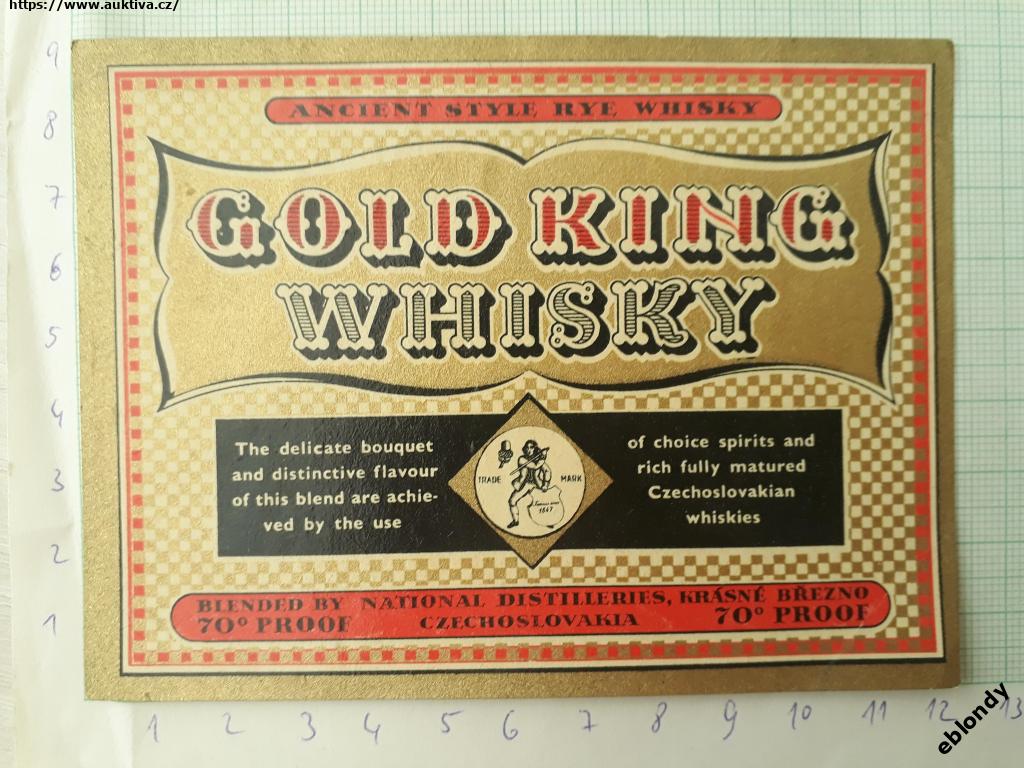 https://www.auktiva.cz/
ANCIENT STYLE RYE WHISKY
GOLD KING
WHISKY
The delicate bouquet
and distinctive flavour
of this blend are achie-
ved by the use
TRADE MARK
1867
of choice spirits and
rich fully matured
Czechoslovakian
whiskies
BLENDED BY NATIONAL DISTILLERIES, KRÁSNÉ BŘEZNO
70° PROOF CZECHOSLOVAKIA 70° PROOF
9
8
7
6
5
4
3
2
1
1 2 3 4 5 6 7 8 9 10 11 12 13
eblondy